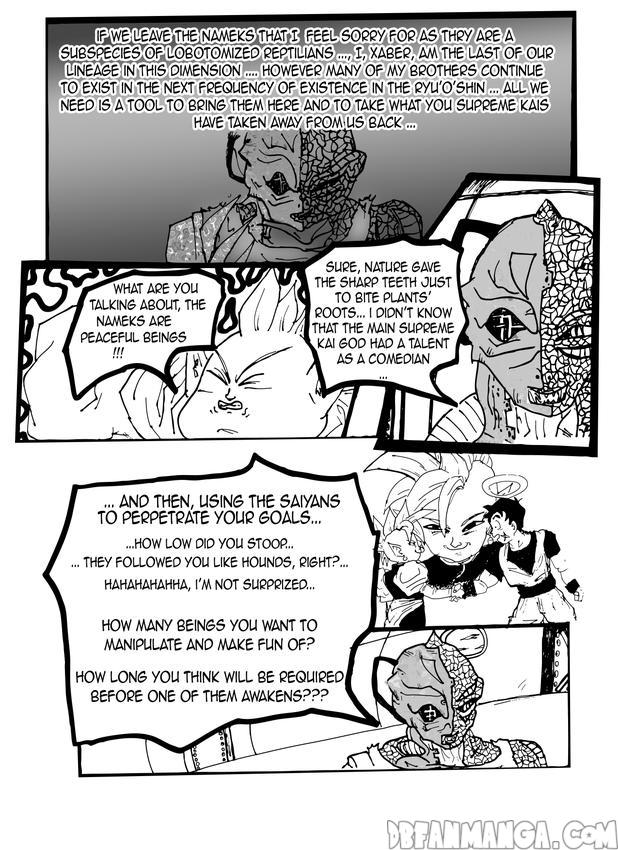 IF WE LEAVE THE NAMEKS THAT I FEEL SORRY FOR AS THRY ARE A
SUBSPECIES OF LOBOTOMIZED REPTILIANS ..., I, XABER, AM THE LAST OF OUR
LINEAGE IN THIS DIMENSION .... HOWEVER MANY OF MY BROTHERS CONTINUE
TO EXIST IN THE NEXT FREQUENCY OF EXISTENCE IN THE RYU'O'SHIN ... ALL WE
NEED IS A TOOL TO BRING THEM HERE AND TO TAKE WHAT YOU SUPREME KAIS
HAVE TAKEN AWAY FROM US BACK ...
SURE, NATURE GAVE
THE SHARP TEETH JUST
TO BITE PLANTS'
ROOTS... I DIDN'T KNOW
THAT THE MAIN SUPREME
KAI GOD HAD A TALENT
AS A COMEDIAN
...
WHAT ARE YOU
TALKING ABOUT, THE
NAMEKS ARE
PEACEFUL BEINGS
!!!
... AND THEN, USING THE SAIYANS
TO PERPETRATE YOUR GOALS...
...HOW LOW DID YOU STOOP...
... THEY FOLLOWED YOU LIKE HOUNDS, RIGHT?...
HAHAHAHAHHA, I'M NOT SURPRIZED...
HOW MANY BEINGS YOU WANT TO
MANIPULATE AND MAKE FUN OF?
HOW LONG YOU THINK WILL BE REQUIRED
BEFORE ONE OF THEM AWAKENS???
DBFANMANGA.COM